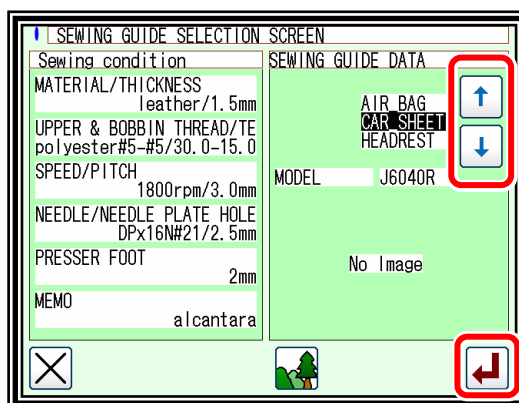 SEWING GUIDE SELECTION SCREEN
Sewing condition
MATERIAL/THICKNESS
leather/1.5mm
UPPER & BOBBIN THREAD/TE
polyester#5-#5/30.0-15.0
SPEED/PITCH
1800rpm/3.0mm
NEEDLE/NEEDLE PLATE HOLE
DPx16N#21/2.5mm
PRESSER FOOT
2mm
MEMO
alcantara
SEWING GUIDE DATA
AIR BAG
CAR SHEET
HEADREST
MODEL J6040R
No Image